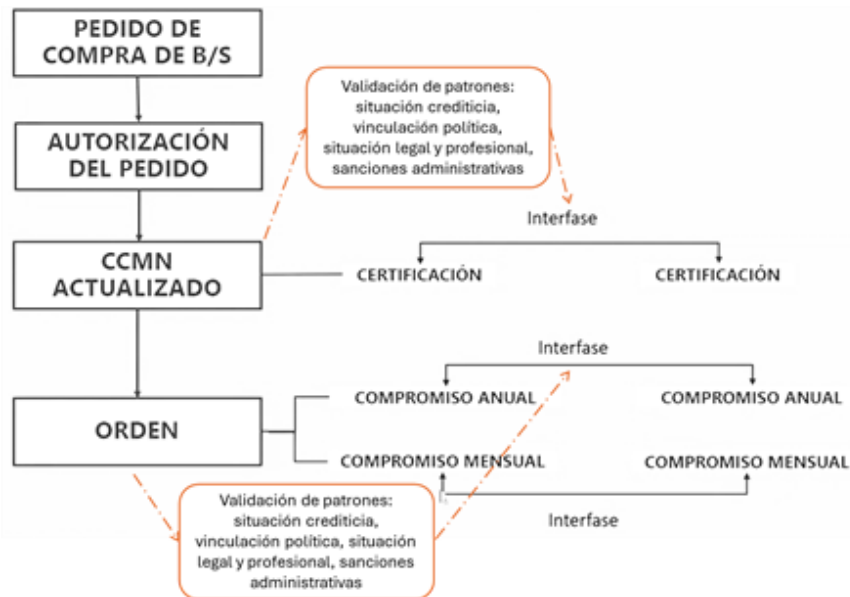 PEDIDO DE
COMPRA DE B/S
Validación de patrones:
situación crediticia,
vinculación política,
situación legal y profesional,
sanciones administrativas
AUTORIZACIÓN
DEL PEDIDO
Interfase
CCMN
ACTUALIZADO
CERTIFICACIÓN
CERTIFICACIÓN
Interfase
ORDEN
COMPROMISO ANUAL
COMPROMISO ANUAL
COMPROMISO MENSUAL
COMPROMISO MENSUAL
Interfase
Validación de patrones:
situación crediticia,
vinculación política, situación
legal y profesional, sanciones
administrativas